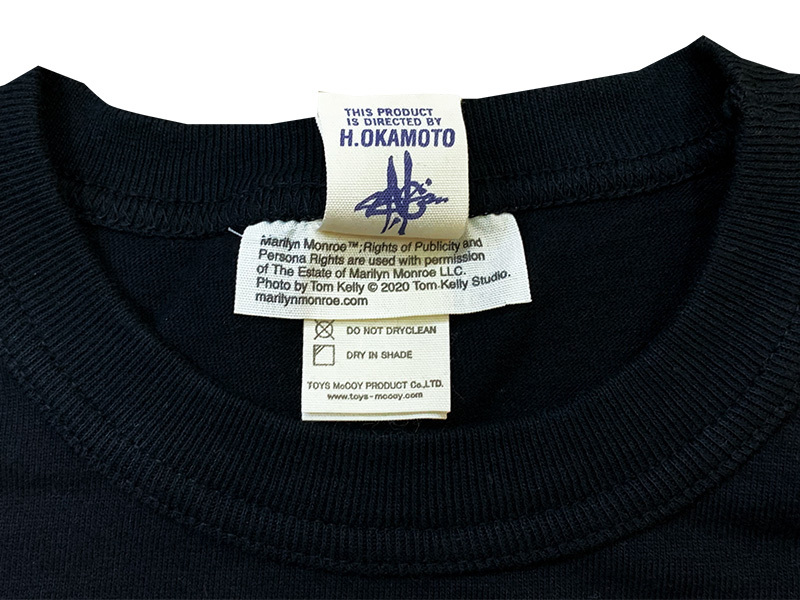 THIS PRODUCT
IS DIRECTED BY
H.OKAMOTO
Marilyn Monroe™;Rights of Publicity and
Persona Rights are used with permission
of The Estate of Marilyn Monroe LLC.
Photo by Tom Kelly © 2020 Tom Kelly Studio.
marilynmonroe.com
DO NOT DRYCLEAN
DRY IN SHADE
TOYS McCOY PRODUCT Co.,LTD.
www.toys-mccoy.com